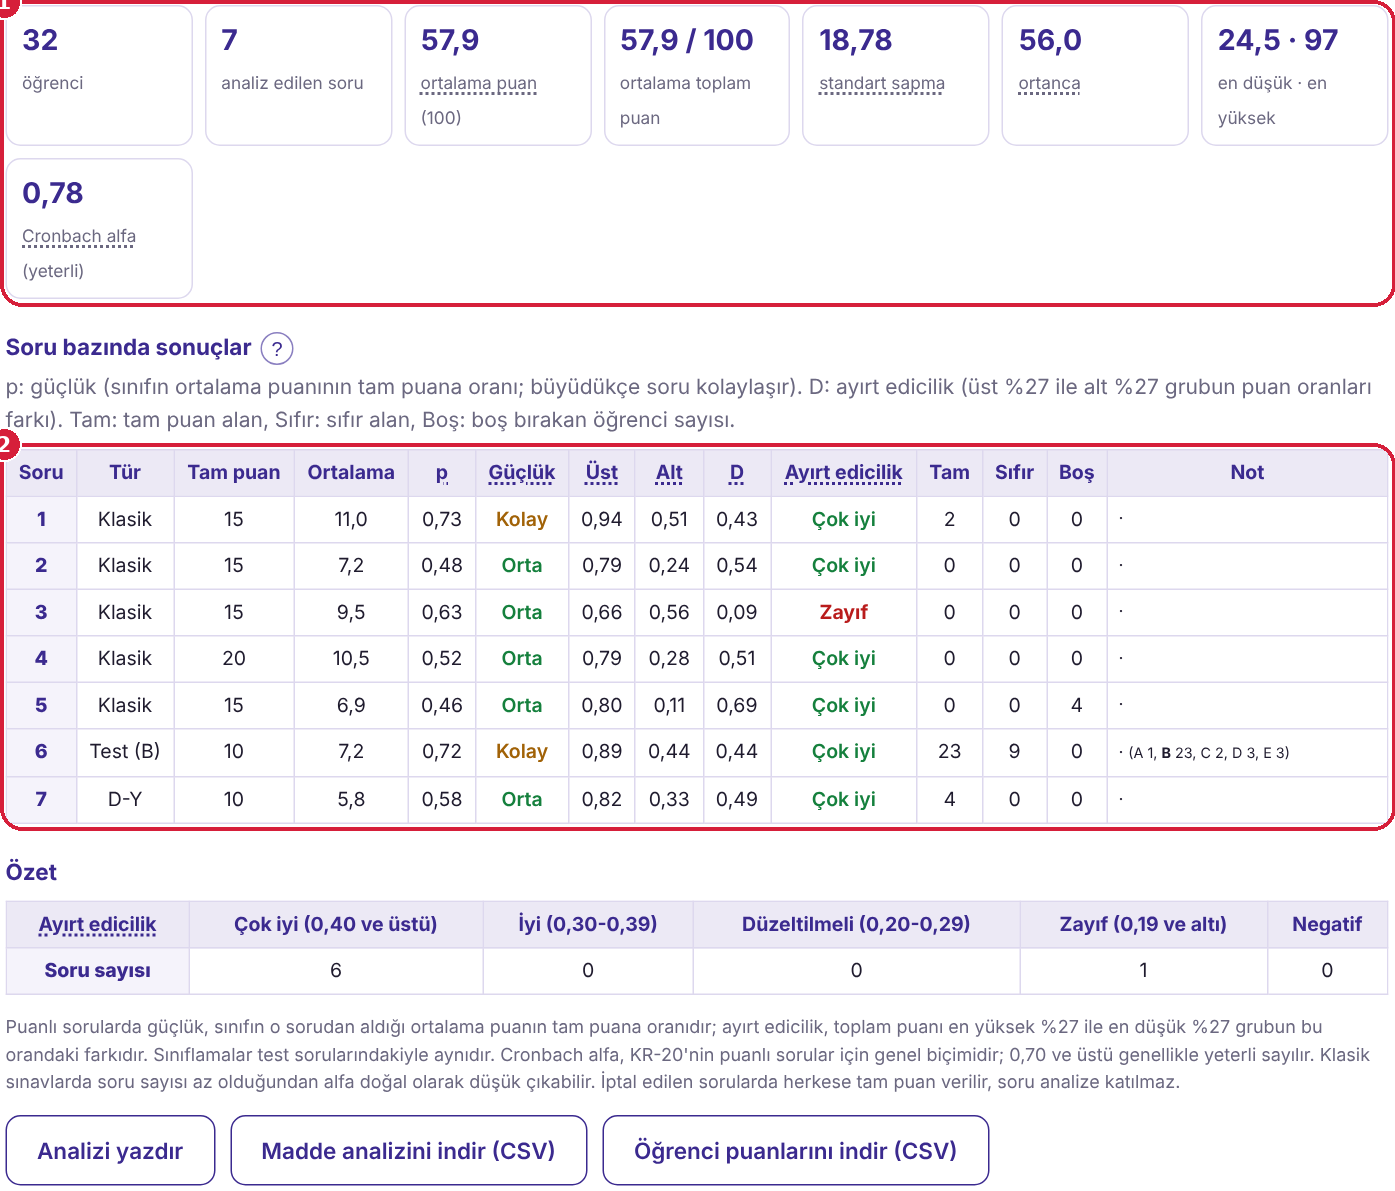 1
32
öğrenci
7
analiz edilen soru
57,9
ortalama puan
(100)
57,9 / 100
ortalama toplam
puan
18,78
standart sapma
56,0
ortanca
24,5 · 97
en düşük · en
yüksek
0,78
Cronbach alfa
(yeterli)
Soru bazında sonuçlar ?
p: güçlük (sınıfın ortalama puanının tam puana oranı; büyüdükçe soru kolaylaşır). D: ayırt edicilik (üst %27 ile alt %27 grubun puan oranları
farkı). Tam: tam puan alan, Sıfır: sıfır alan, Boş: boş bırakan öğrenci sayısı.
2
Soru Tür Tam puan Ortalama p Güçlük Üst Alt D Ayırt edicilik Tam Sıfır Boş Not
1 Klasik 15 11,0 0,73 Kolay 0,94 0,51 0,43 Çok iyi 2 0 0 ·
2 Klasik 15 7,2 0,48 Orta 0,79 0,24 0,54 Çok iyi 0 0 0 ·
3 Klasik 15 9,5 0,63 Orta 0,66 0,56 0,09 Zayıf 0 0 0 ·
4 Klasik 20 10,5 0,52 Orta 0,79 0,28 0,51 Çok iyi 0 0 0 ·
5 Klasik 15 6,9 0,46 Orta 0,80 0,11 0,69 Çok iyi 0 0 4 ·
6 Test (B) 10 7,2 0,72 Kolay 0,89 0,44 0,44 Çok iyi 23 9 0 · (A 1, B 23, C 2, D 3, E 3)
7 D-Y 10 5,8 0,58 Orta 0,82 0,33 0,49 Çok iyi 4 0 0 ·
Özet
Ayırt edicilik Çok iyi (0,40 ve üstü) İyi (0,30-0,39) Düzeltilmeli (0,20-0,29) Zayıf (0,19 ve altı) Negatif
Soru sayısı 6 0 0 1 0
Puanlı sorularda güçlük, sınıfın o sorudan aldığı ortalama puanın tam puana oranıdır; ayırt edicilik, toplam puanı en yüksek %27 ile en düşük %27 grubun bu
orandaki farkıdır. Sınıflamalar test sorularındakiyle aynıdır. Cronbach alfa, KR-20'nin puanlı sorular için genel biçimidir; 0,70 ve üstü genellikle yeterli sayılır. Klasik
sınavlarda soru sayısı az olduğundan alfa doğal olarak düşük çıkabilir. İptal edilen sorularda herkese tam puan verilir, soru analize katılmaz.
Analizi yazdır
Madde analizini indir (CSV)
Öğrenci puanlarını indir (CSV)